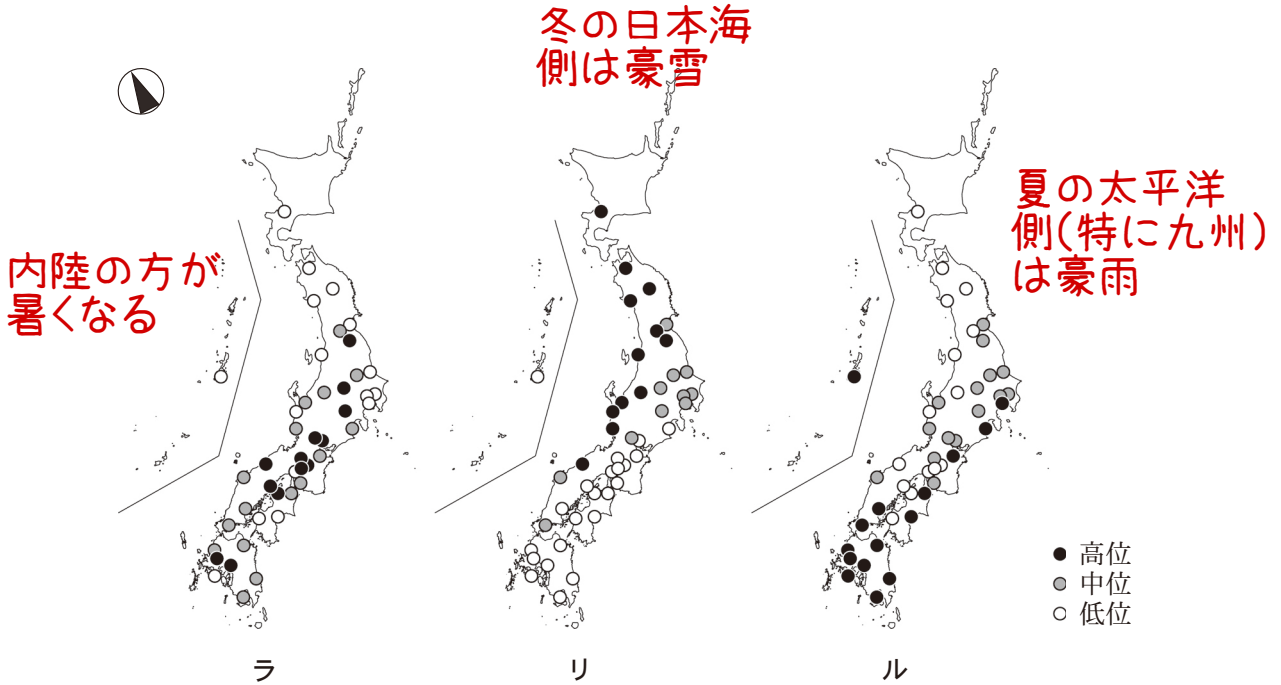 冬の日本海
側は豪雪
内陸の方が
暑くなる
夏の太平洋
側(特に九州)
は豪雨
高位
中位
低位
ラ
リ
ル